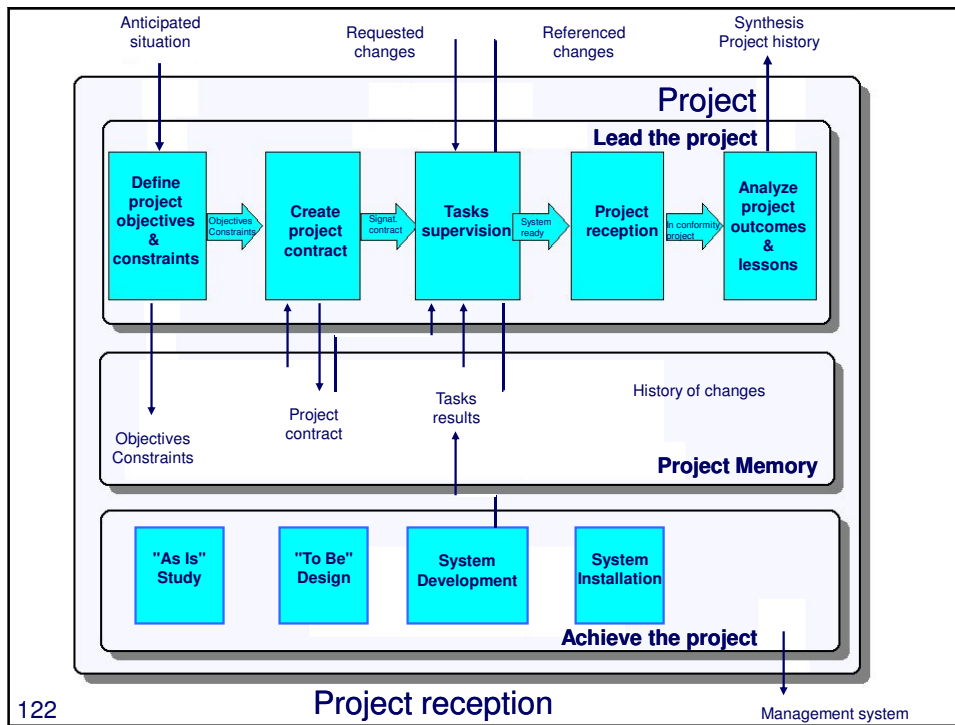 Anticipated
situation
Requested
changes
Referenced
changes
Synthesis
Project history
Project
Lead the project
Define
project
objectives
&
constraints
Objectives
Constraints
Create
project
contract
Signat.
contract
Tasks
supervision
System
ready
Project
reception
In conformity
project
Analyze
project
outcomes
&
lessons
Objectives
Constraints
Project
contract
Tasks
results
History of changes
Project Memory
"As Is"
Study
"To Be"
Design
System
Development
System
Installation
Achieve the project
122
Project reception
Management system